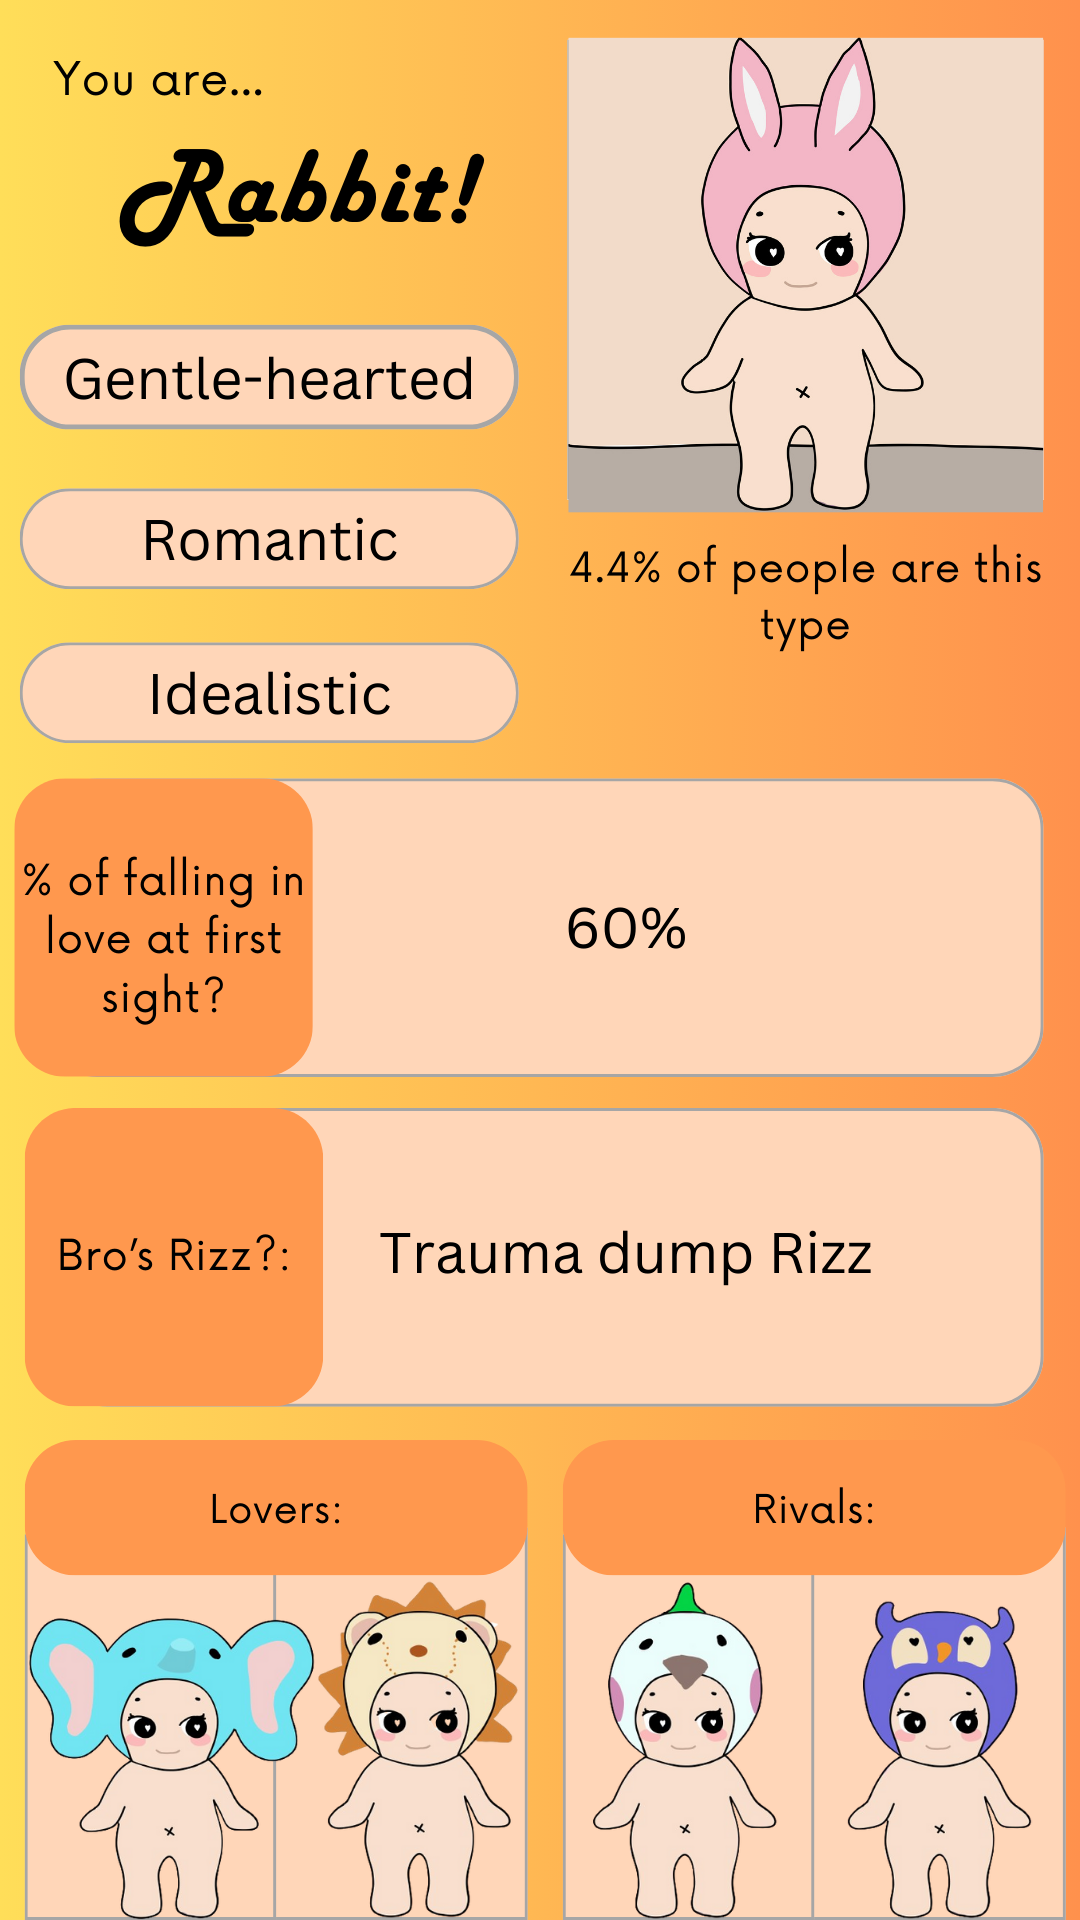 You are...
Rabbit!
Gentle-hearted
Romantic
Idealistic
4.4% of people are this
type
% of falling in
love at first
sight?
60%
Bro's Rizz?:
Trauma dump Rizz
Lovers:
Rivals: